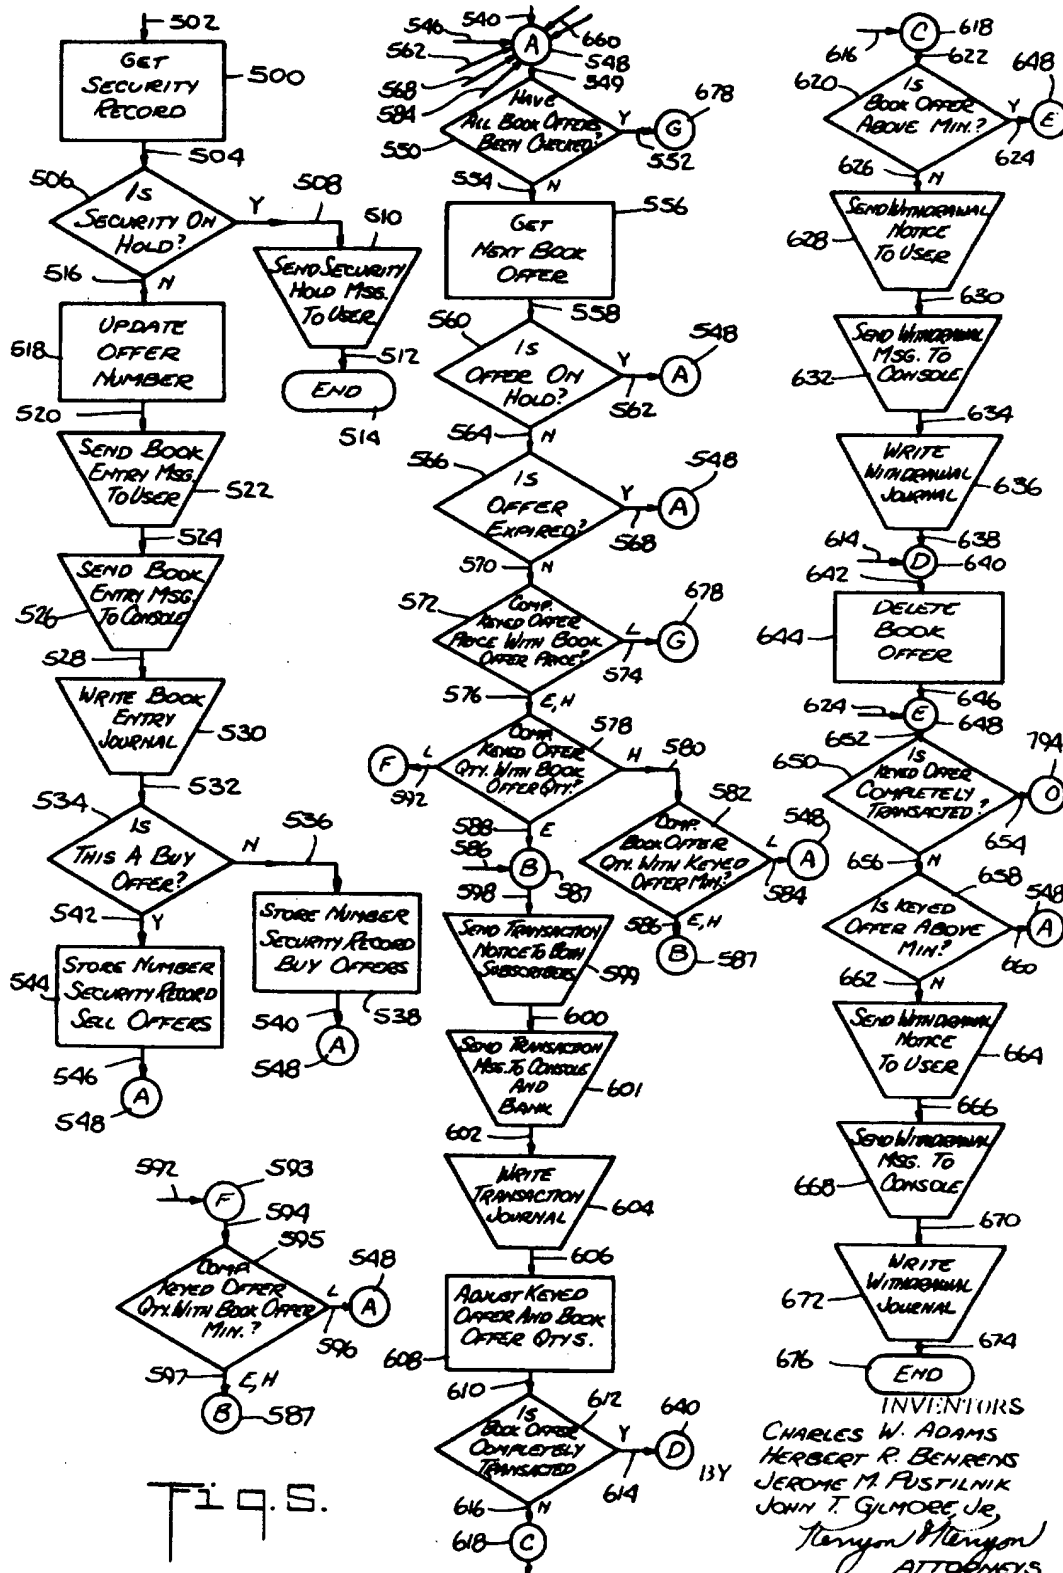 502
GET
SECURITY
RECORD
500
504
506
IS
SECURITY ON
HOLD?
Y
508
510
SEND SECURITY
HOLD MSG.
TO USER
512
END
514
516
N
UPDATE
OFFER
NUMBER
518
520
SEND BOOK
ENTRY MSG.
TO USER
522
524
SEND BOOK
ENTRY MSG.
TO CONSOLE
526
528
WRITE BOOK
ENTRY
JOURNAL
530
532
534
IS
THIS A BUY
OFFER?
N
536
STORE NUMBER
SECURITY RECORD
BUY OFFERS
538
540
A
548
542
Y
STORE NUMBER
SECURITY RECORD
SELL OFFERS
544
546
A
548
592
F
593
594
595
COMP.
KEYED OFFER
QTY. WITH BOOK OFFER
MIN.?
L
596
548
A
597
E, H
B
587
Fig. 5.
540
546
562
568
584
660
A
548
549
HAVE
ALL BOOK OFFERS
BEEN CHECKED?
550
Y
552
678
G
554
N
GET
NEXT BOOK
OFFER
556
558
560
IS
OFFER ON
HOLD?
Y
562
548
A
564
N
566
IS
OFFER
EXPIRED?
Y
568
548
A
570
N
572
COMP.
KEYED OFFER
PRICE WITH BOOK
OFFER PRICE?
L
574
678
G
576
E, H
578
COMP.
KEYED OFFER
QTY. WITH BOOK
OFFER QTY.?
L
592
F
H
580
582
COMP.
BOOK OFFER
QTY. WITH KEYED
OFFER MIN.?
L
584
548
A
586
E, H
B
587
588
E
586
B
587
598
SEND TRANSACTION
NOTICE TO BOTH
SUBSCRIBERS
599
600
SEND TRANSACTION
MSG. TO CONSOLE
AND
BANK
601
602
WRITE
TRANSACTION
JOURNAL
604
606
ADJUST KEYED
OFFER AND BOOK
OFFER QTYS.
608
610
612
IS
BOOK OFFER
COMPLETELY
TRANSACTED
Y
614
640
D
616
N
618
C
C
618
616
622
620
IS
BOOK OFFER
ABOVE MIN.?
Y
624
648
E
626
N
SEND WITHDRAWAL
NOTICE
TO USER
628
630
SEND WITHDRAWAL
MSG. TO
CONSOLE
632
634
WRITE
WITHDRAWAL
JOURNAL
636
638
614
D
640
642
DELETE
BOOK
OFFER
644
646
624
E
648
652
650
IS
KEYED OFFER
COMPLETELY
TRANSACTED?
Y
654
794
O
656
N
658
IS KEYED
OFFER ABOVE
MIN?
Y
660
548
A
662
N
SEND WITHDRAWAL
NOTICE
TO USER
664
666
SEND WITHDRAWAL
MSG. TO
CONSOLE
668
670
WRITE
WITHDRAWAL
JOURNAL
672
674
END
676
INVENTORS
CHARLES W. ADAMS
HERBERT R. BEHRENS
JEROME M. PUSTILNIK
JOHN T. GILMORE, JR,
BY
Kenyon & Kenyon
ATTORNEYS